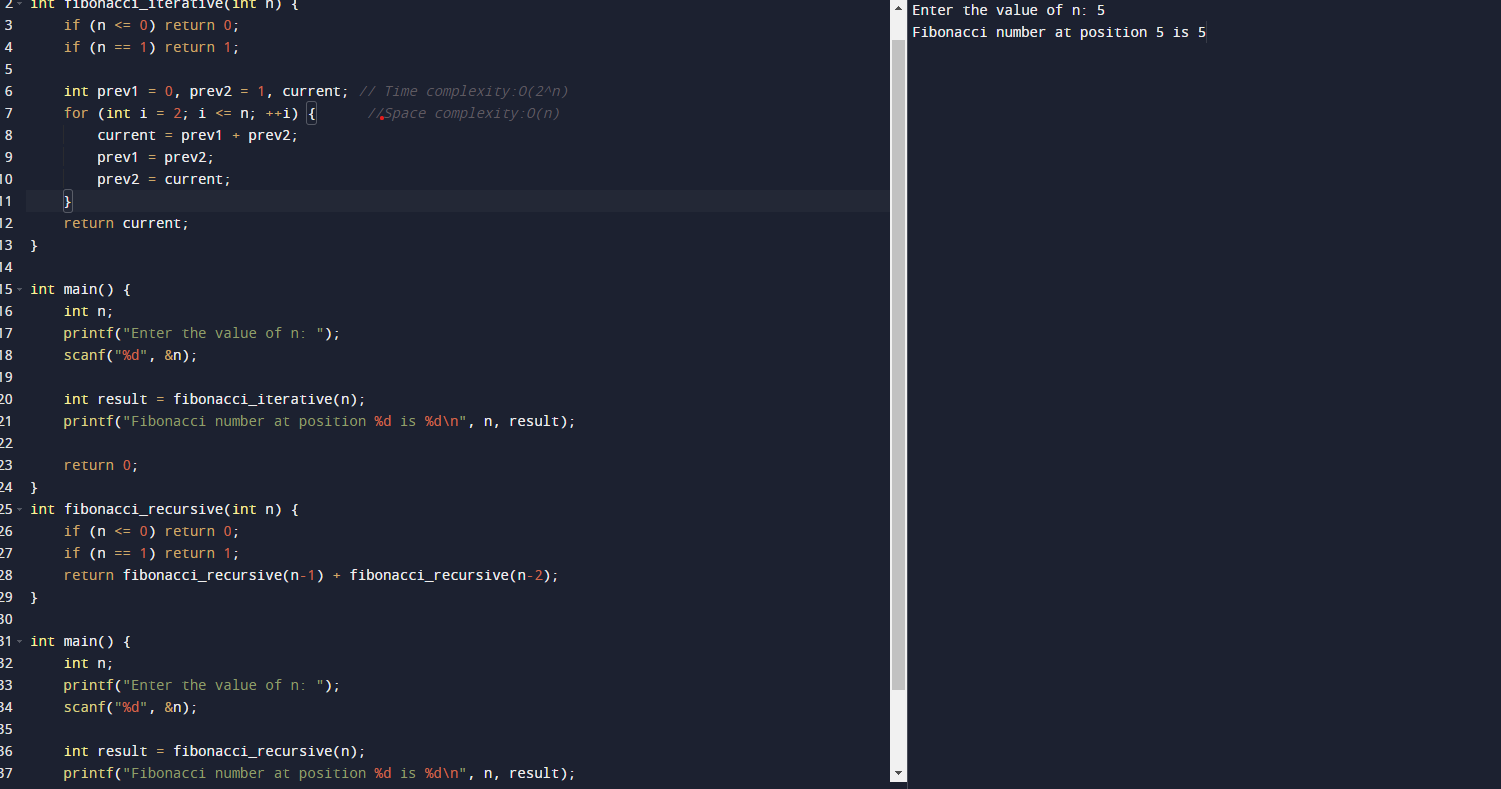 2 int fibonacci_iterative(int n) {
3 if (n <= 0) return 0;
4 if (n == 1) return 1;
5
6 int prev1 = 0, prev2 = 1, current; // Time complexity:O(2^n)
7 for (int i = 2; i <= n; ++i) { //Space complexity:O(n)
8 current = prev1 + prev2;
9 prev1 = prev2;
10 prev2 = current;
11 }
12 return current;
13 }
14
15 int main() {
16 int n;
17 printf("Enter the value of n: ");
18 scanf("%d", &n);
19
20 int result = fibonacci_iterative(n);
21 printf("Fibonacci number at position %d is %d\n", n, result);
22
23 return 0;
24 }
25 int fibonacci_recursive(int n) {
26 if (n <= 0) return 0;
27 if (n == 1) return 1;
28 return fibonacci_recursive(n-1) + fibonacci_recursive(n-2);
29 }
30
31 int main() {
32 int n;
33 printf("Enter the value of n: ");
34 scanf("%d", &n);
35
36 int result = fibonacci_recursive(n);
37 printf("Fibonacci number at position %d is %d\n", n, result);
Enter the value of n: 5
Fibonacci number at position 5 is 5